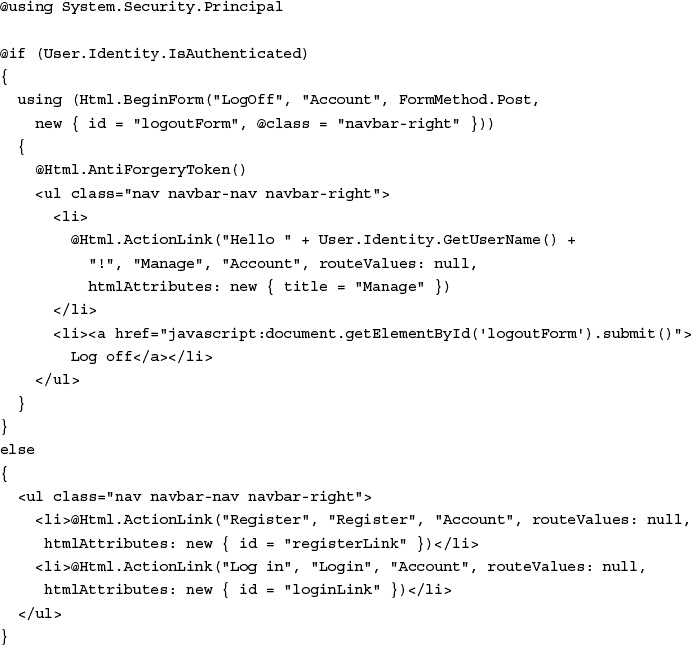 @using System.Security.Principal
@if (User.Identity.IsAuthenticated)
{
using (Html.BeginForm("LogOff", "Account", FormMethod.Post,
new { id = "logoutForm", @class = "navbar-right" }))
{
@Html.AntiForgeryToken()
<ul class="nav navbar-nav navbar-right">
<li>
@Html.ActionLink("Hello " + User.Identity.GetUserName() +
"!", "Manage", "Account", routeValues: null,
htmlAttributes: new { title = "Manage" })
</li>
<li><a href="javascript:document.getElementById('logoutForm').submit()">
Log off</a></li>
</ul>
}
}
else
{
<ul class="nav navbar-nav navbar-right">
<li>@Html.ActionLink("Register", "Register", "Account", routeValues: null,
htmlAttributes: new { id = "registerLink" })</li>
<li>@Html.ActionLink("Log in", "Login", "Account", routeValues: null,
htmlAttributes: new { id = "loginLink" })</li>
</ul>
}